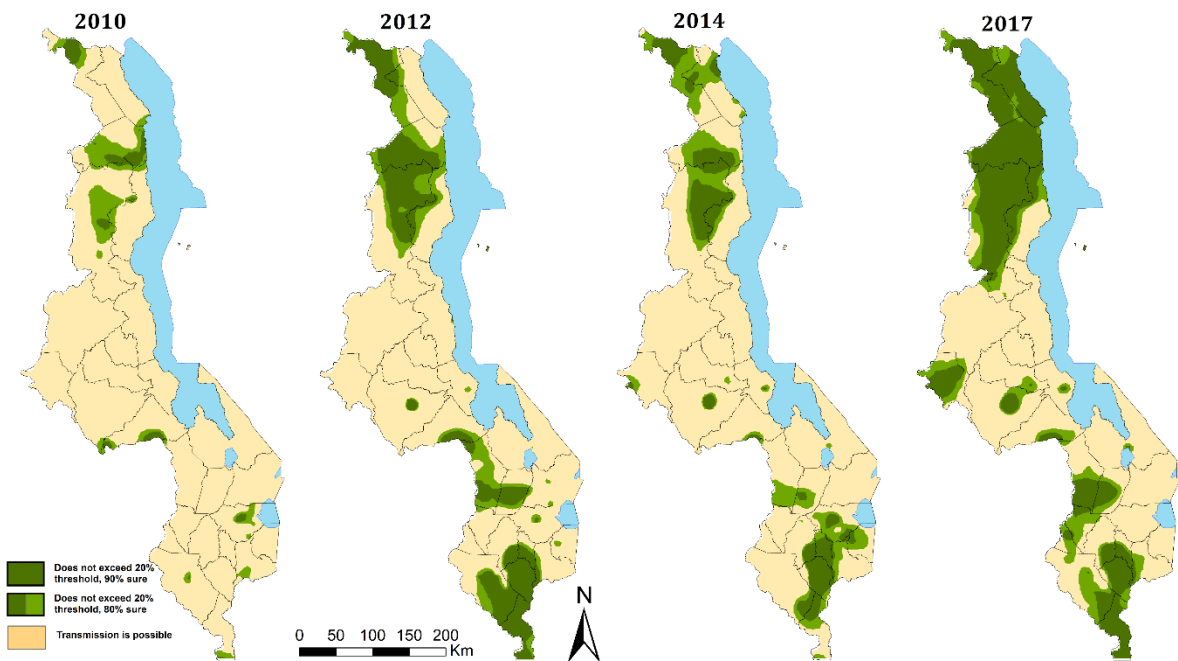 2010
2012
2014
2017
Does not exceed 20%
threshold, 90% sure
Does not exceed 20%
threshold, 80% sure
Transmission is possible
N
0 50 100 150 200
Km